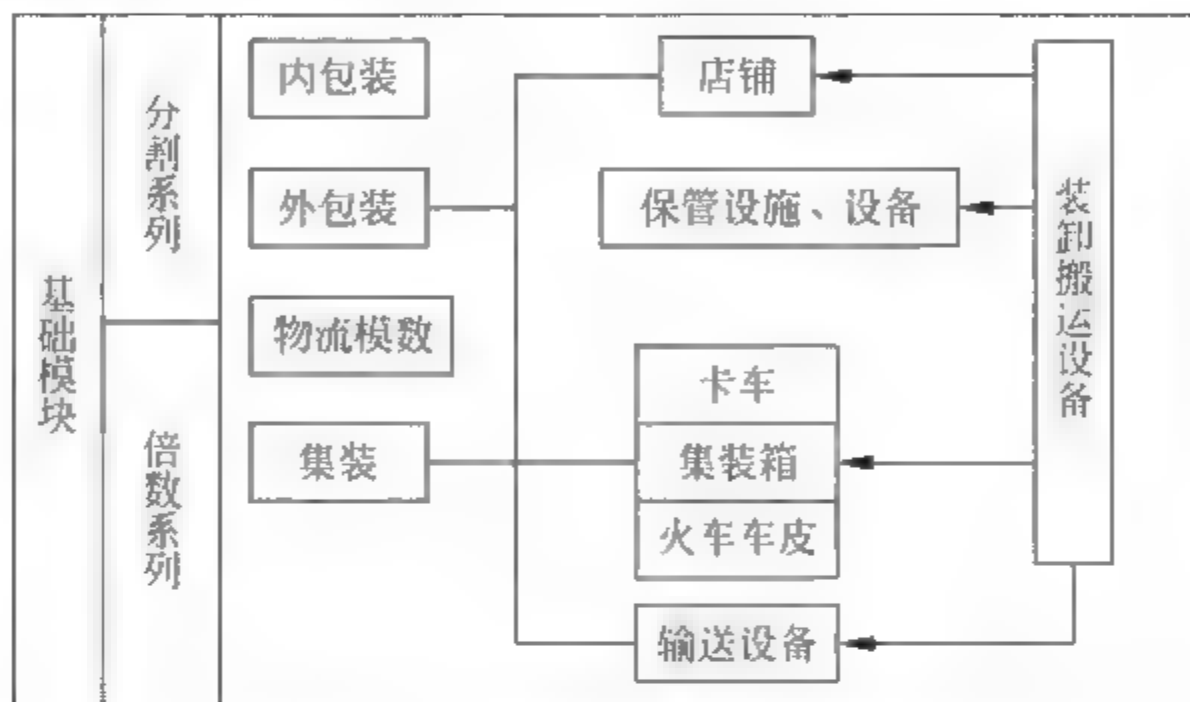 基础模块
分割系列
倍数系列
内包装
外包装
物流模数
集装
店铺
保管设施、设备
卡车
集装箱
火车车皮
输送设备
装卸搬运设备